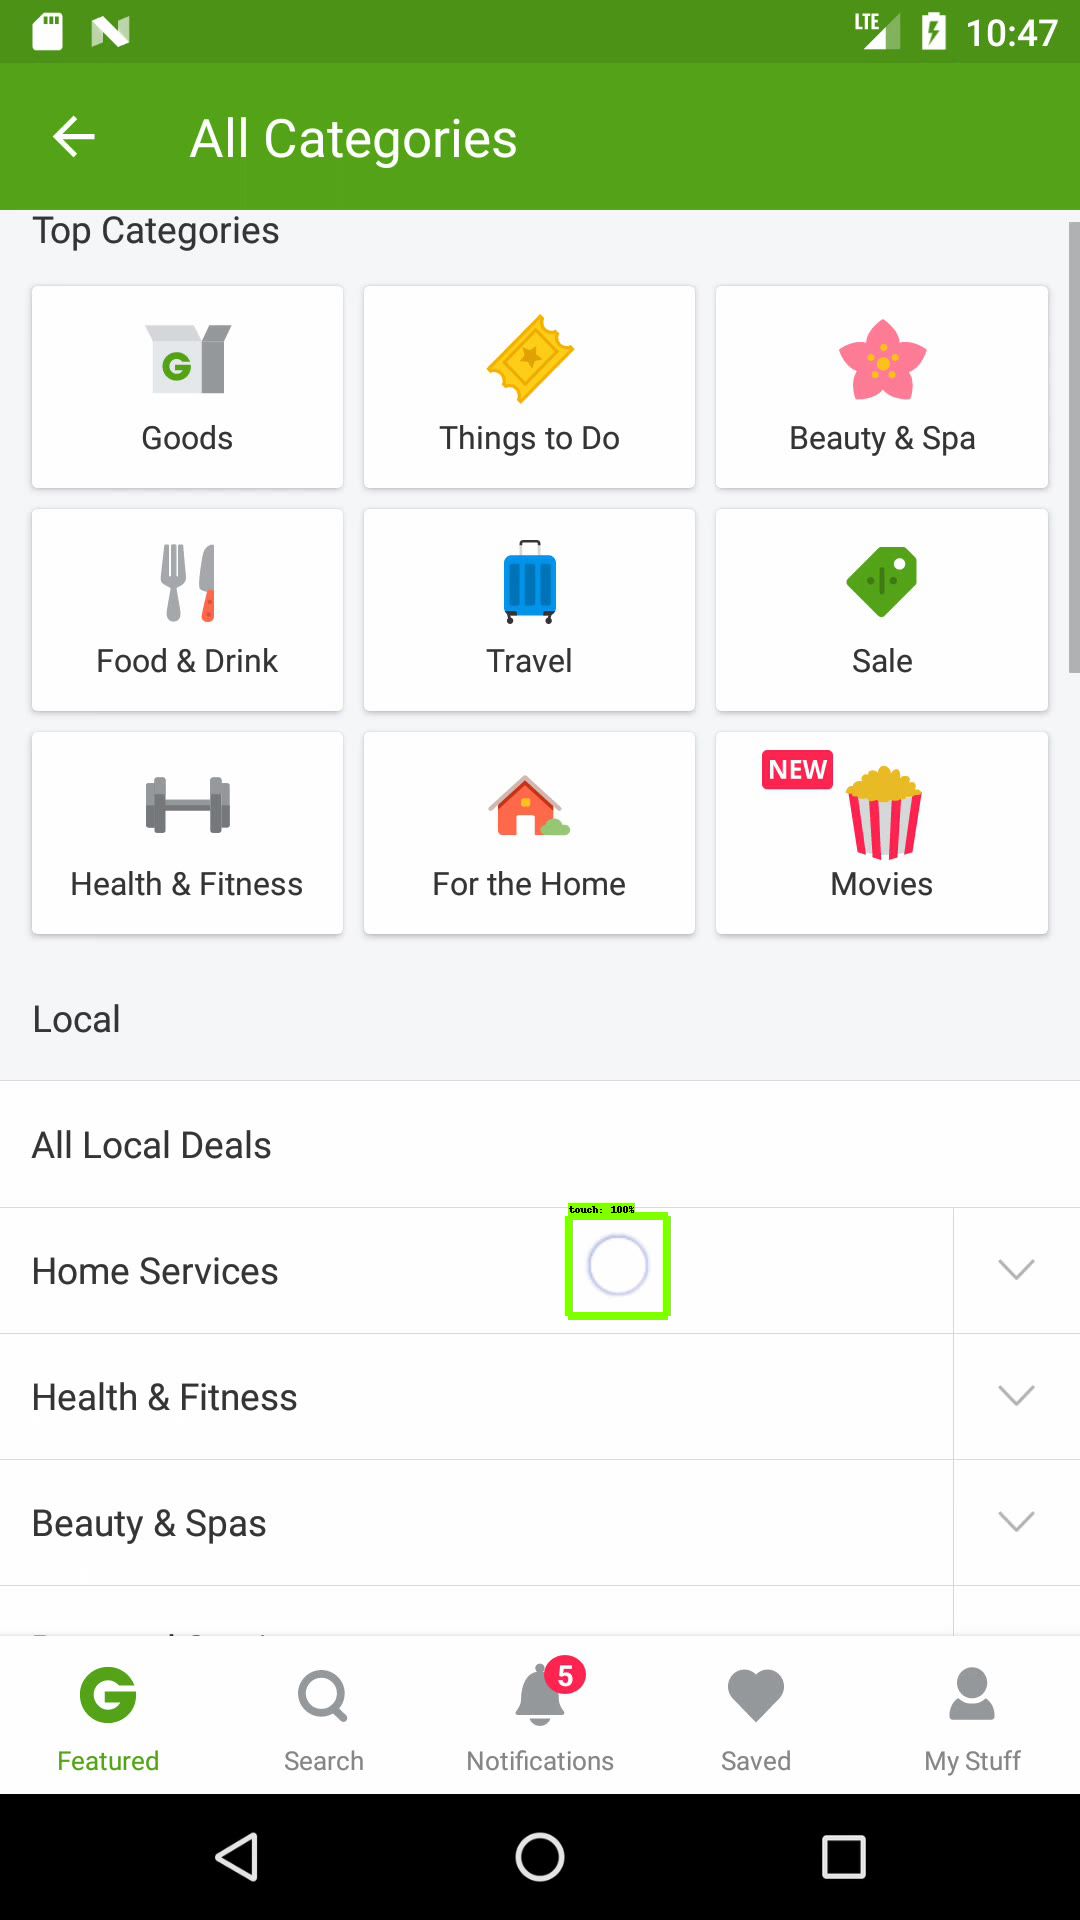 LTE 10:47
All Categories
Top Categories
Goods
Things to Do
Beauty & Spa
Food & Drink
Travel
Sale
Health & Fitness
For the Home
NEW
Movies
Local
All Local Deals
touch: 100%
Home Services
Health & Fitness
Beauty & Spas
5
Featured
Search
Notifications
Saved
My Stuff